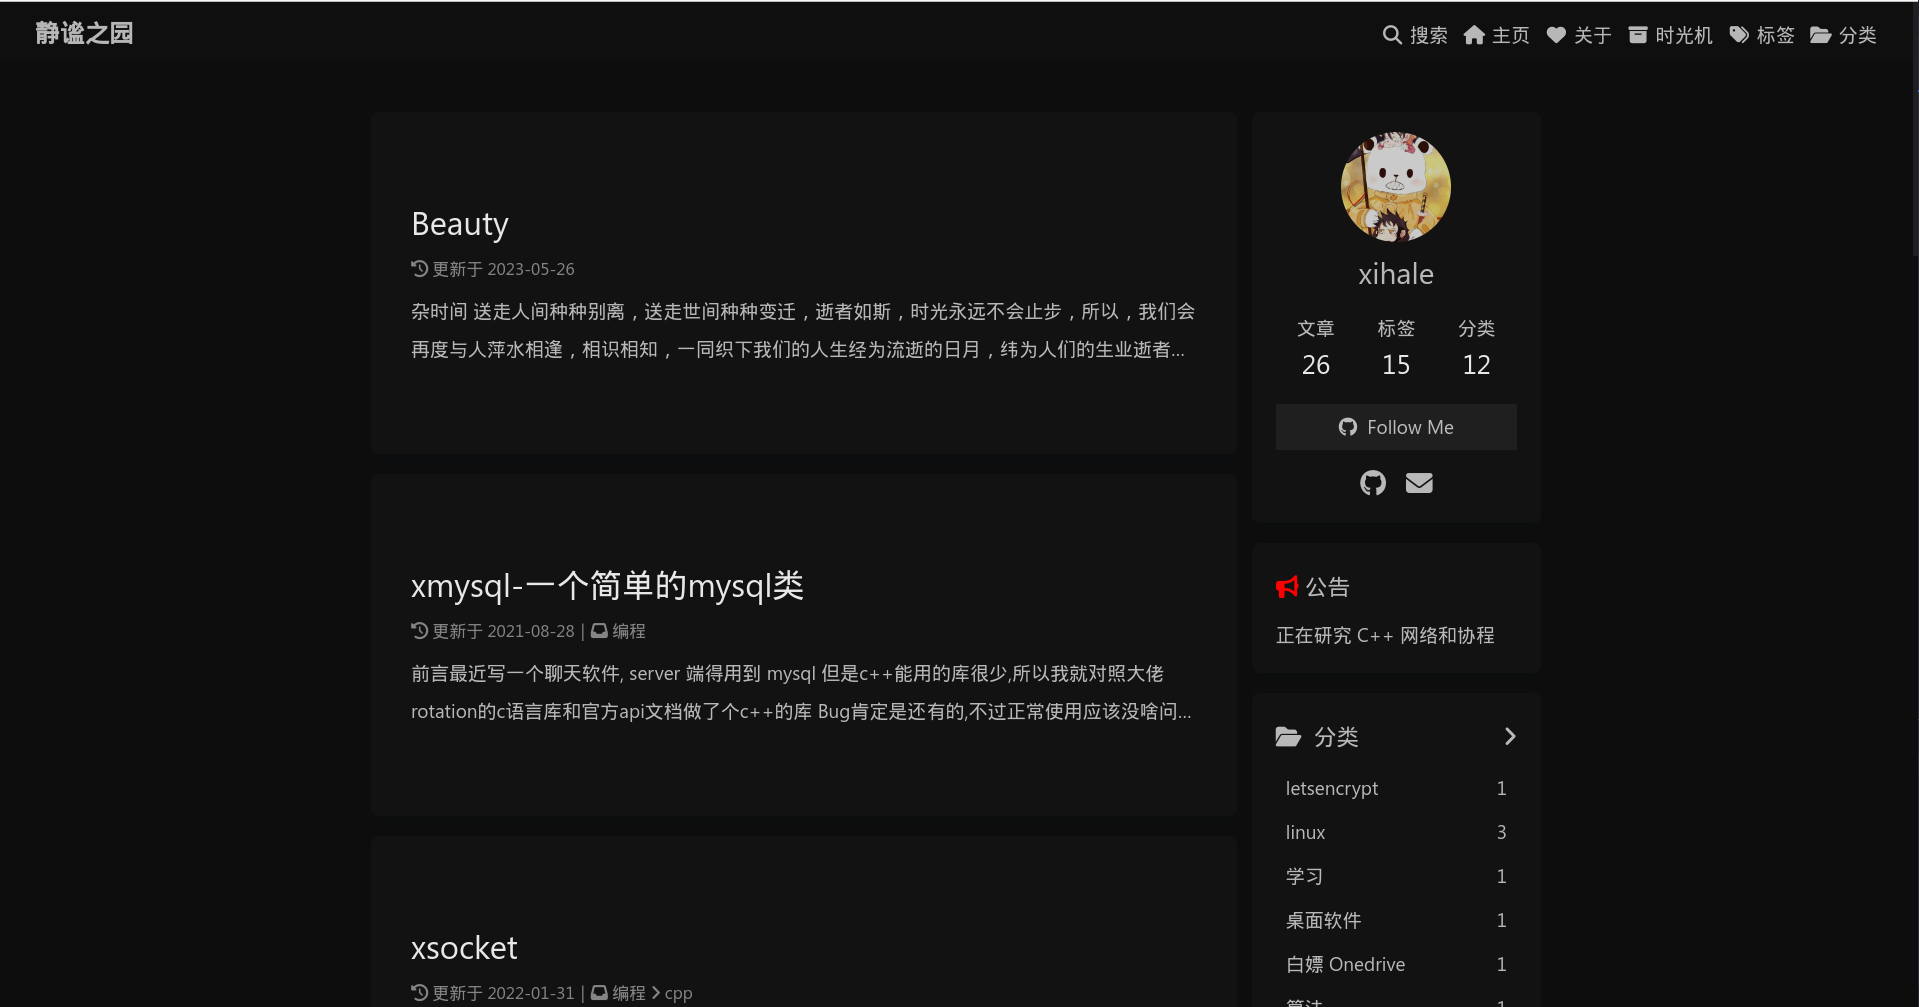 静谧之园
搜索 主页 关于 时光机 标签 分类
Beauty
更新于 2023-05-26
杂时间 送走人间种种别离，送走世间种种变迁，逝者如斯，时光永远不会止步，所以，我们会
再度与人萍水相逢，相识相知，一同织下我们的人生经为流逝的日月，纬为人们的生业逝者...
xmysql-一个简单的mysql类
更新于 2021-08-28 | 编程
前言最近写一个聊天软件, server 端得用到 mysql 但是c++能用的库很少,所以我就对照大佬
rotation的c语言库和官方api文档做了个c++的库 Bug肯定是还有的,不过正常使用应该没啥问...
xsocket
更新于 2022-01-31 | 编程 > cpp
xihale
文章 标签 分类
26 15 12
Follow Me
公告
正在研究 C++ 网络和协程
分类
letsencrypt 1
linux 3
学习 1
桌面软件 1
白嫖 Onedrive 1
算法 1